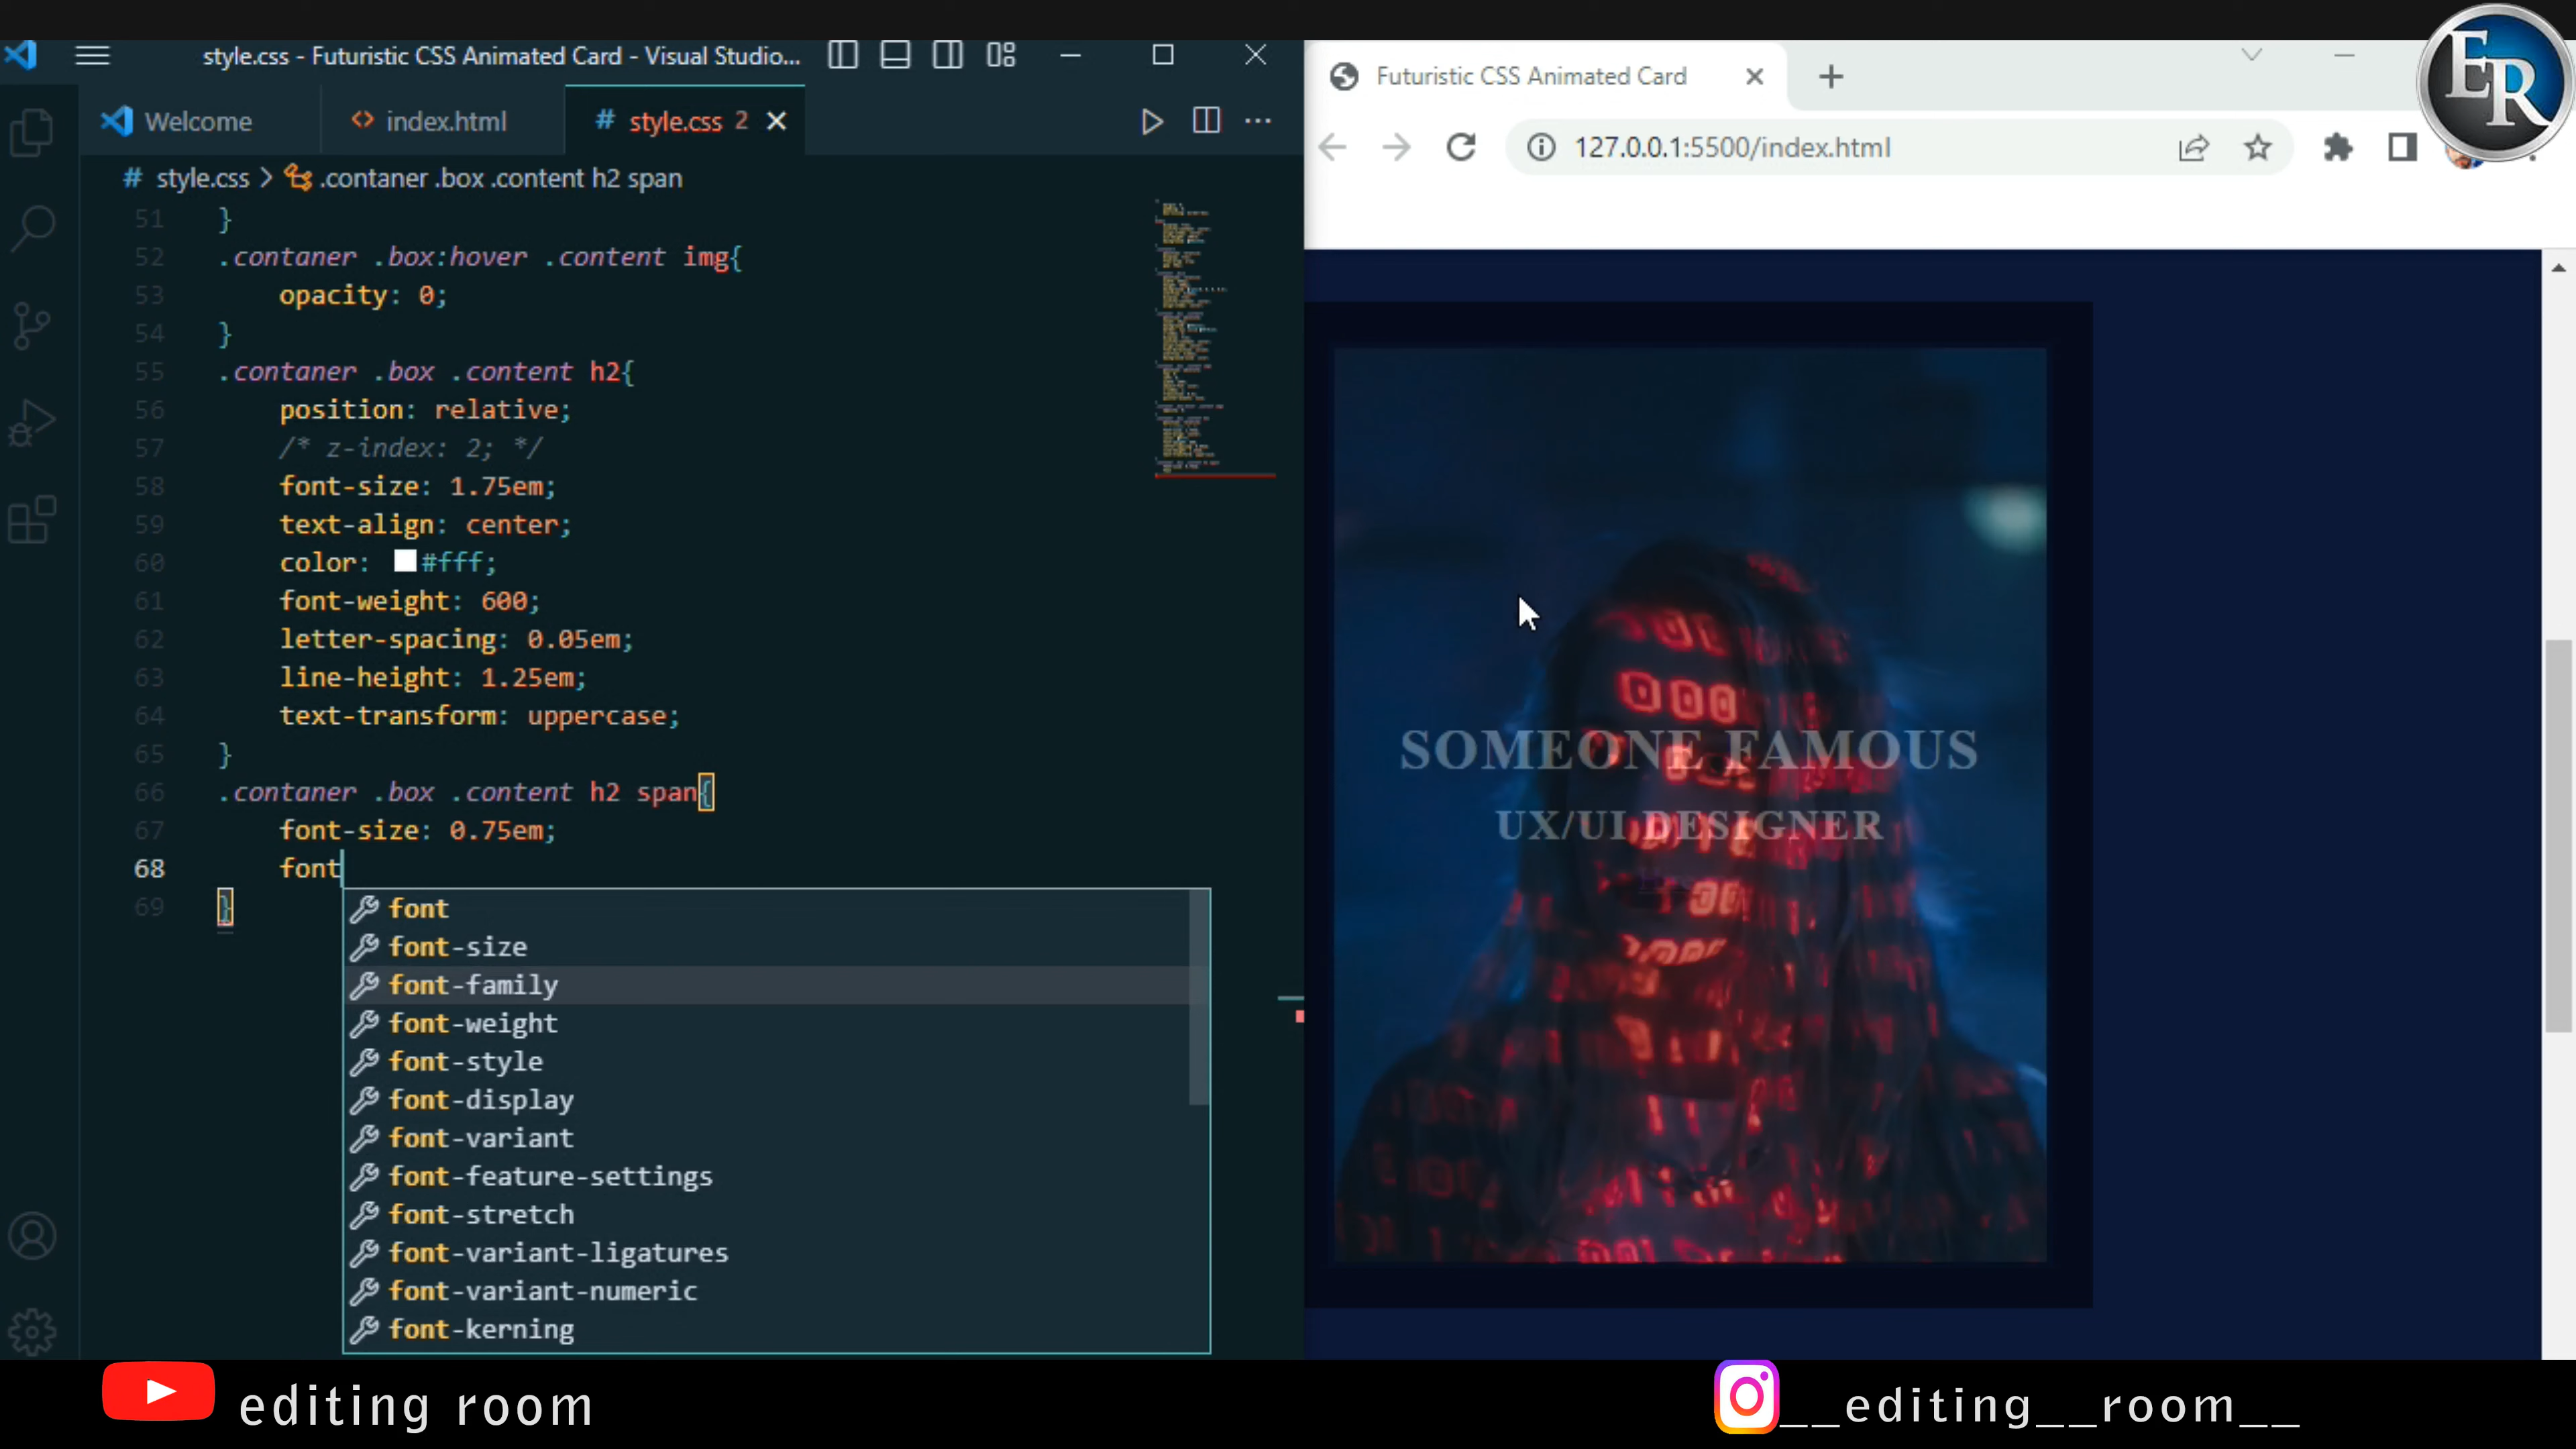 style.css - Futuristic CSS Animated Card - Visual Studio...
Welcome
index.html
# style.css 2
# style.css > .contaner .box .content h2 span
51 }
52 .contaner .box:hover .content img{
53 opacity: 0;
54 }
55 .contaner .box .content h2{
56 position: relative;
57 /* z-index: 2; */
58 font-size: 1.75em;
59 text-align: center;
60 color: #fff;
61 font-weight: 600;
62 letter-spacing: 0.05em;
63 line-height: 1.25em;
64 text-transform: uppercase;
65 }
66 .contaner .box .content h2 span{
67 font-size: 0.75em;
68 font
69 }
font
font-size
font-family
font-weight
font-style
font-display
font-variant
font-feature-settings
font-stretch
font-variant-ligatures
font-variant-numeric
font-kerning
Futuristic CSS Animated Card
127.0.0.1:5500/index.html
ER
SOMEONE FAMOUS
UX/UI DESIGNER
editing room
__editing__room__